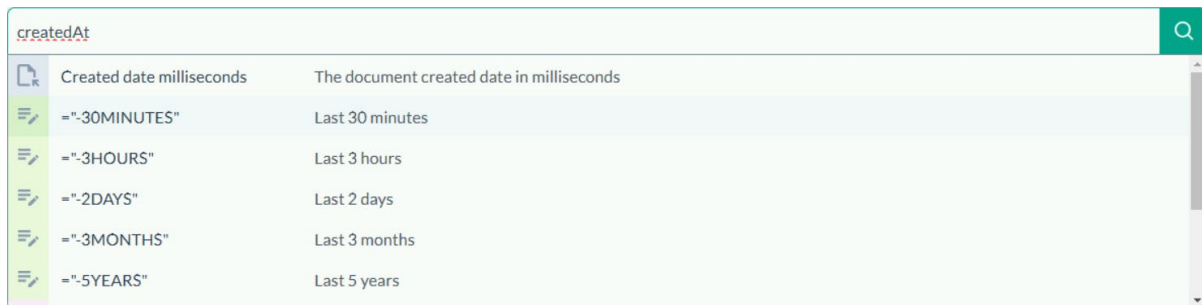 createdAt
Created date milliseconds The document created date in milliseconds
="-30MINUTES" Last 30 minutes
="-3HOURS" Last 3 hours
="-2DAYS" Last 2 days
="-3MONTHS" Last 3 months
="-5YEARS" Last 5 years